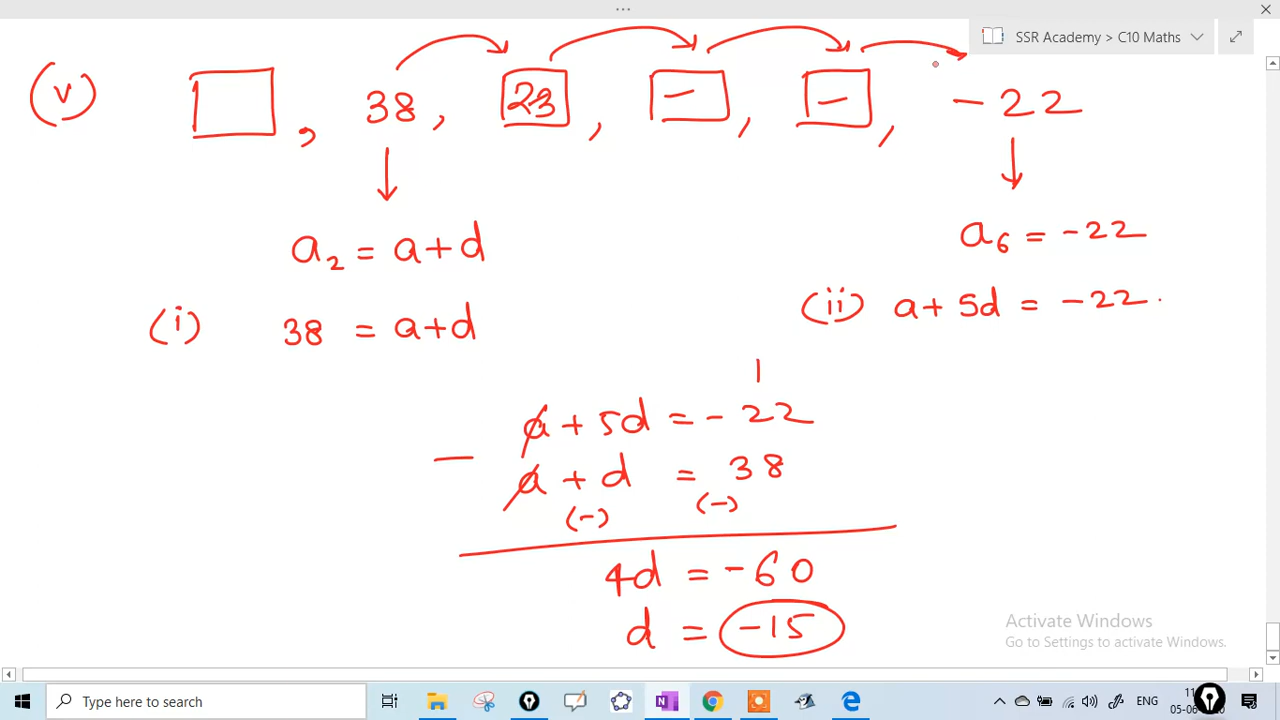 SSR Academy > C10 Maths
(v) , 38, 23, –, –, -22
a2 = a+d
a6 = -22
(i) 38 = a+d
(ii) a+ 5d = -22.
a + 5d = - 22
– a + d = 38
(-) (-)
4d = -60
d = -15
Activate Windows
Go to Settings to activate Windows.
Type here to search